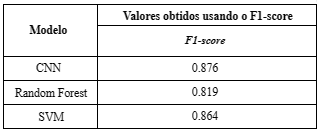 Modelo
Valores obtidos usando o F1-score
F1-score
CNN
0.876
Random Forest
0.819
SVM
0.864